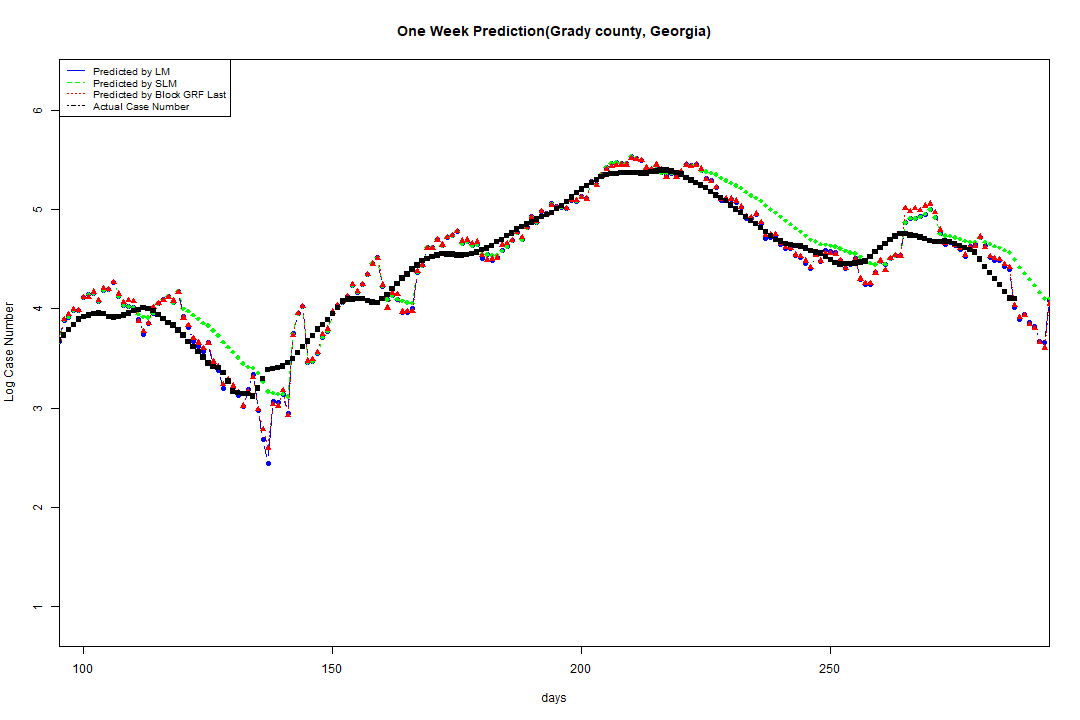 One Week Prediction(Grady county, Georgia)
Predicted by LM
Predicted by SLM
Predicted by Block GRF Last
Actual Case Number
6
5
4
3
2
1
Log Case Number
100 150 200 250
days